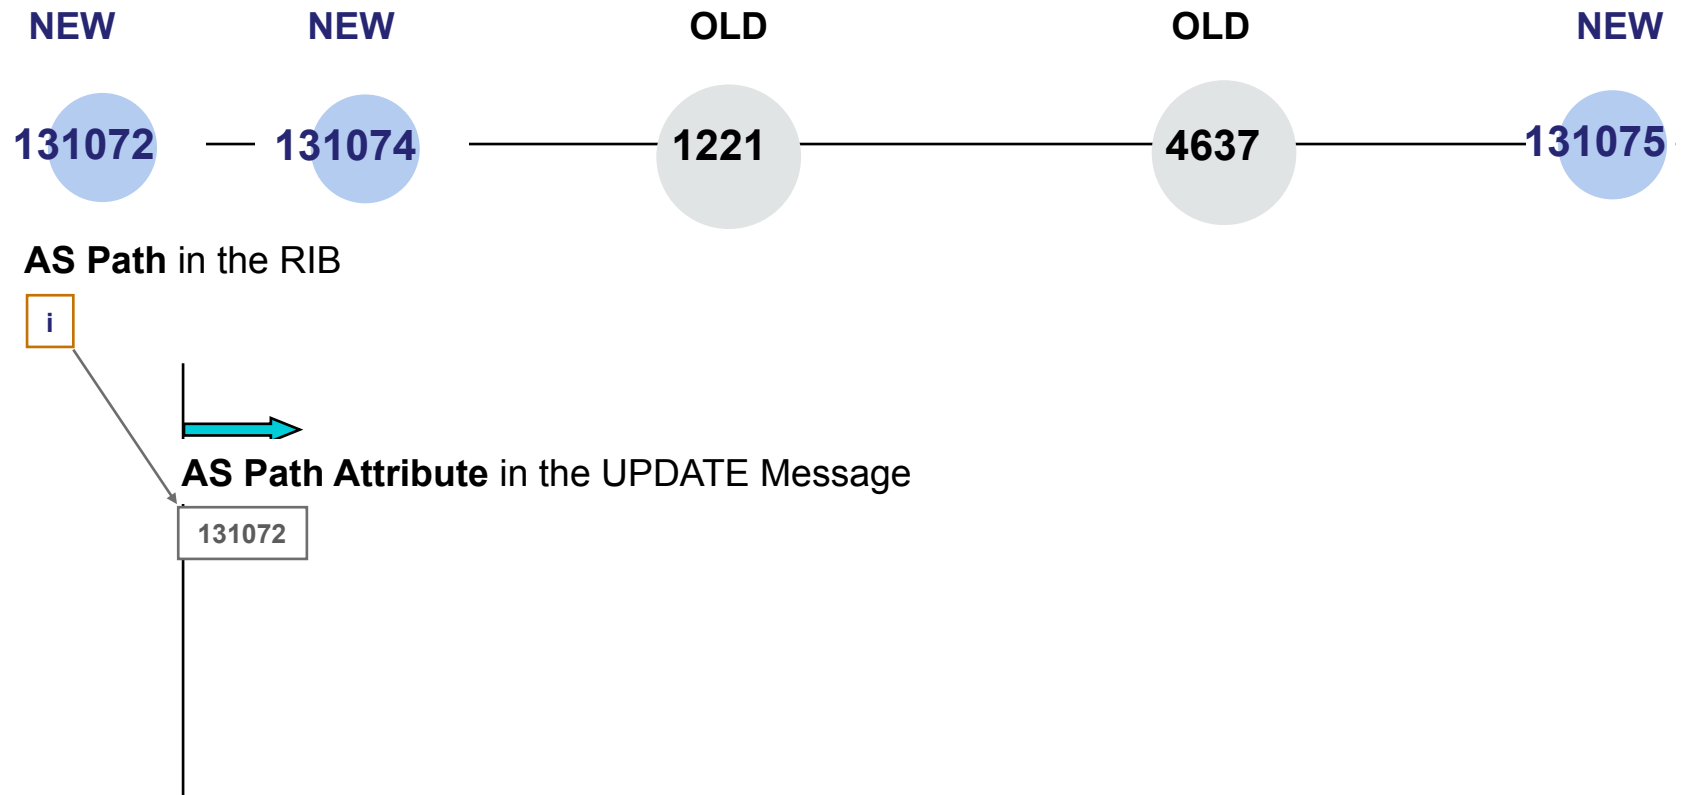 NEW NEW OLD OLD NEW
131072 131074 1221 4637 131075
AS Path in the RIB
i
AS Path Attribute in the UPDATE Message
131072